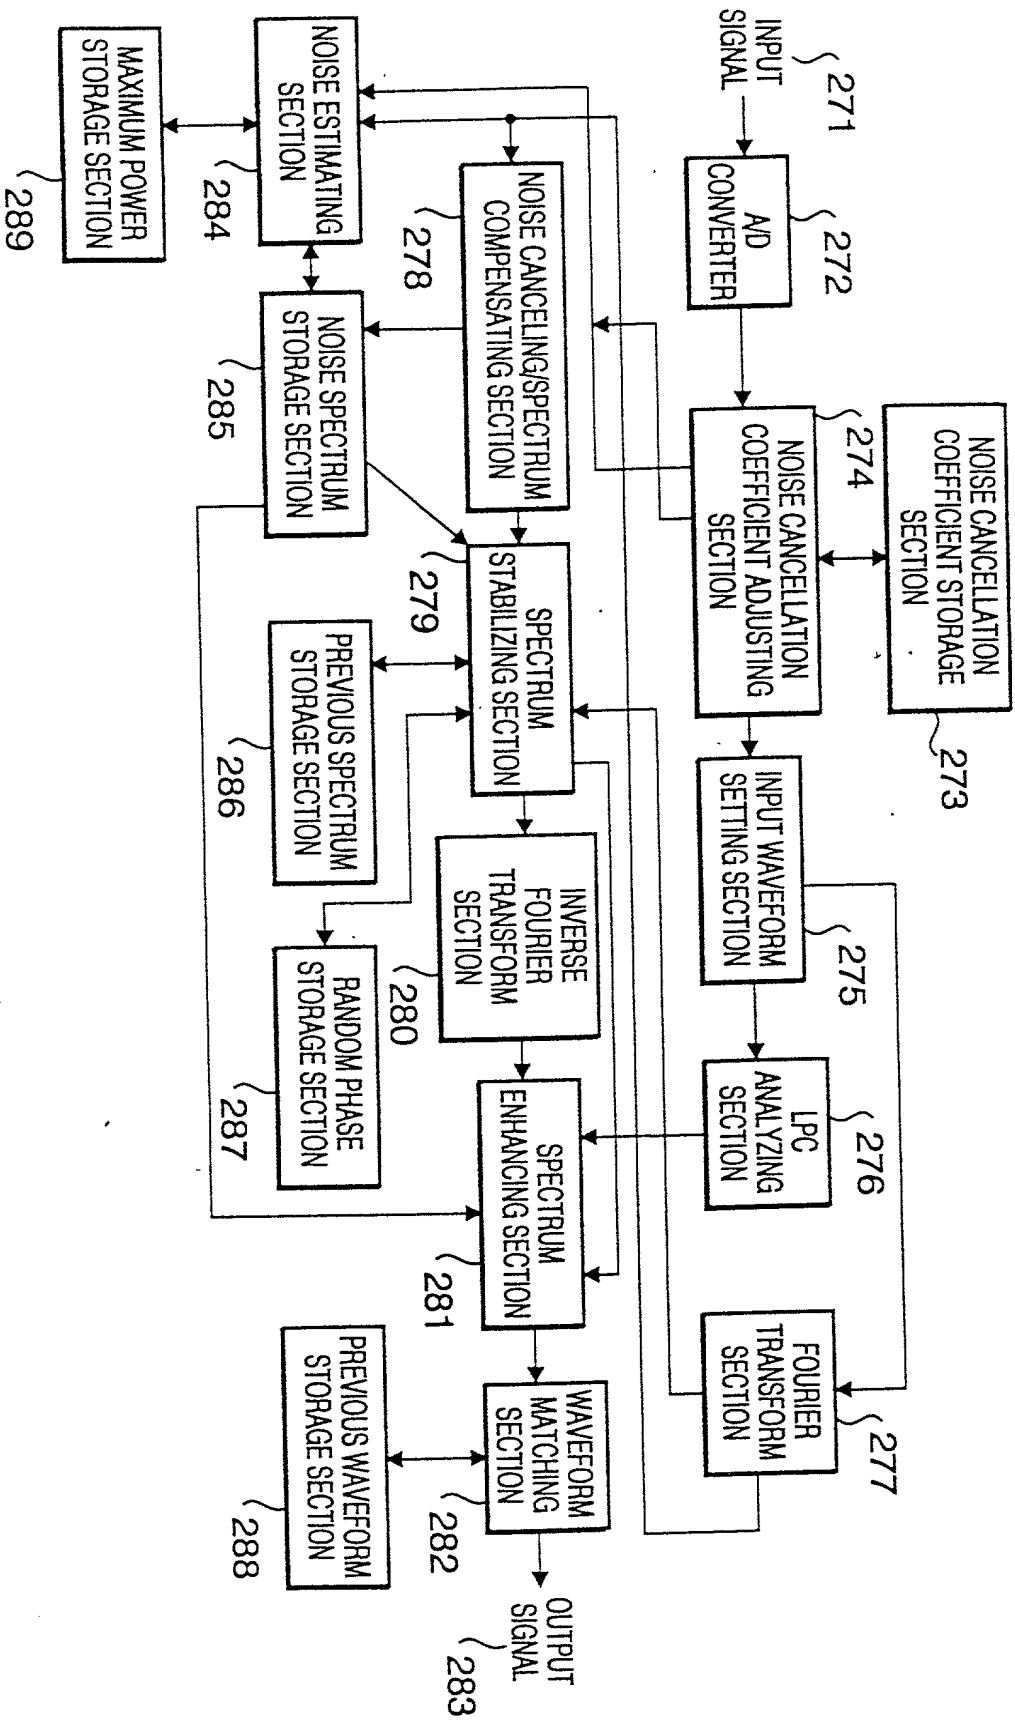 INPUT
SIGNAL
271
A/D
CONVERTER
272
NOISE CANCELLATION
COEFFICIENT STORAGE
SECTION
273
NOISE CANCELLATION
COEFFICIENT ADJUSTING
SECTION
274
INPUT WAVEFORM
SETTING SECTION
275
LPC
ANALYZING
SECTION
276
FOURIER
TRANSFORM
SECTION
277
NOISE CANCELING/SPECTRUM
COMPENSATING SECTION
278
SPECTRUM
STABILIZING SECTION
279
INVERSE
FOURIER
TRANSFORM
SECTION
280
SPECTRUM
ENHANCING SECTION
281
WAVEFORM
MATCHING
SECTION
282
OUTPUT
SIGNAL
283
NOISE ESTIMATING
SECTION
284
NOISE SPECTRUM
STORAGE SECTION
285
PREVIOUS SPECTRUM
STORAGE SECTION
286
RANDOM PHASE
STORAGE SECTION
287
PREVIOUS WAVEFORM
STORAGE SECTION
288
MAXIMUM POWER
STORAGE SECTION
289